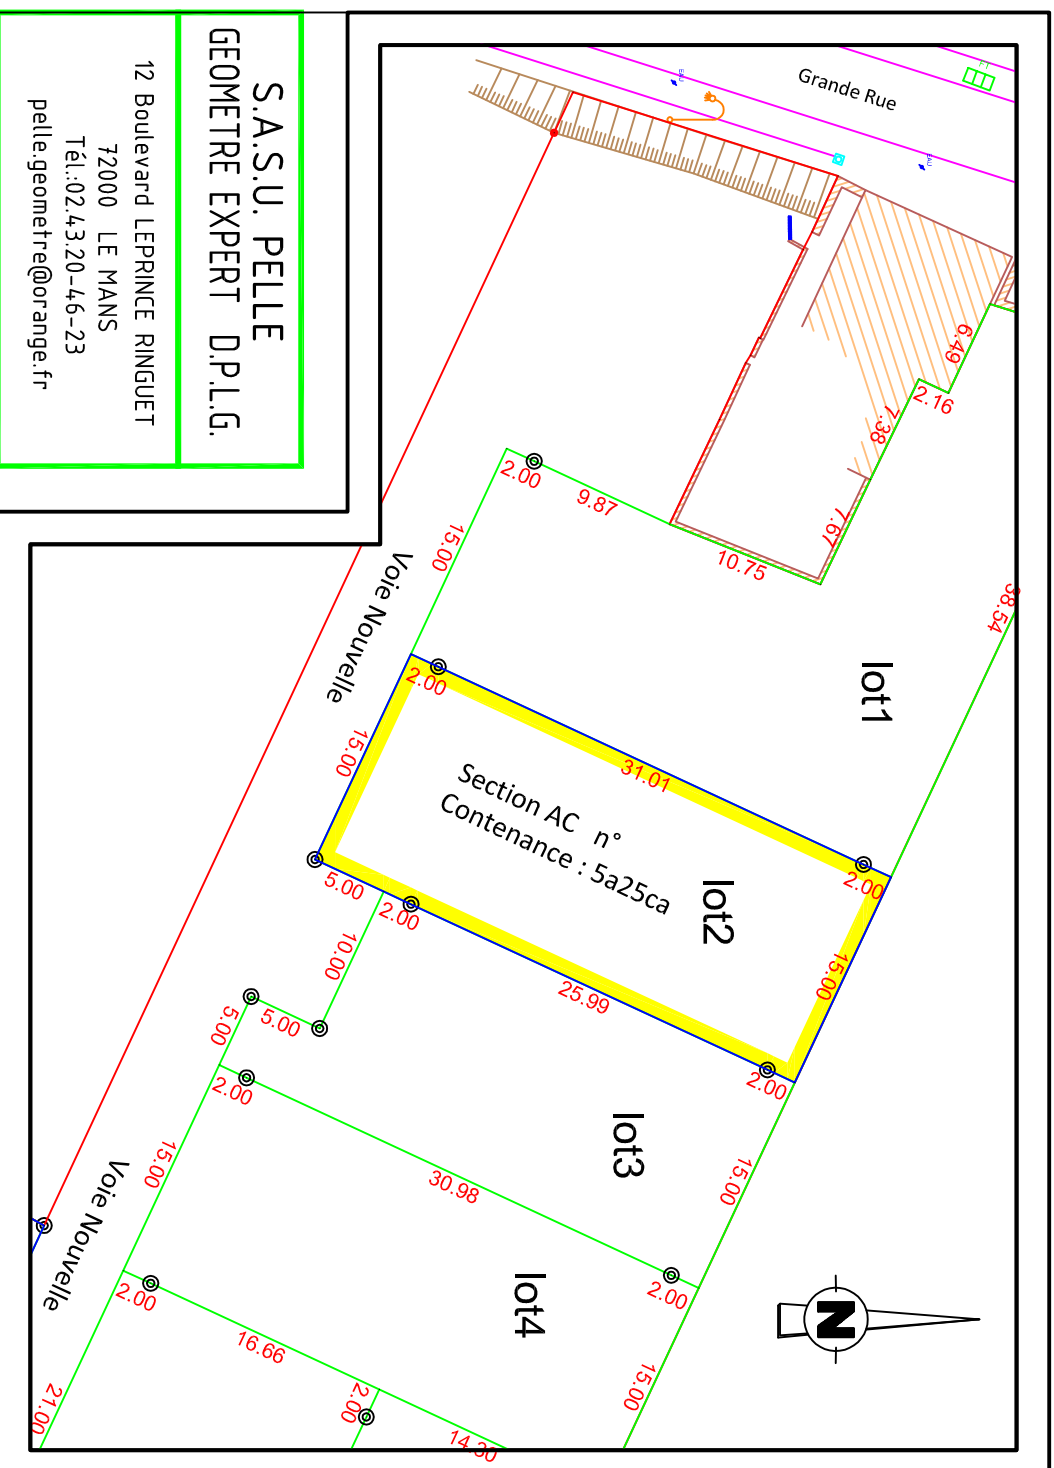 S.A.S.U. PELLE
GEOMETRE EXPERT D.P.L.G.
12 Boulevard LEPRINCE RINGUET
72000 LE MANS
Tél.:02.43.20-46-23
pelle.geometre@orange.fr
Grande Rue
EAU
EAU
6.49
2.16
7.38
7.67
10.75
9.87
2.00
15.00
38.54
Voie Nouvelle
lot1
2.00
31.01
2.00
15.00
Section AC n°
Contenance : 5a25ca
lot2
15.00
5.00
2.00
25.99
2.00
10.00
5.00
5.00
lot3
15.00
2.00
30.98
2.00
15.00
Voie Nouvelle
lot4
15.00
2.00
16.66
2.00
14.30
21.00
N